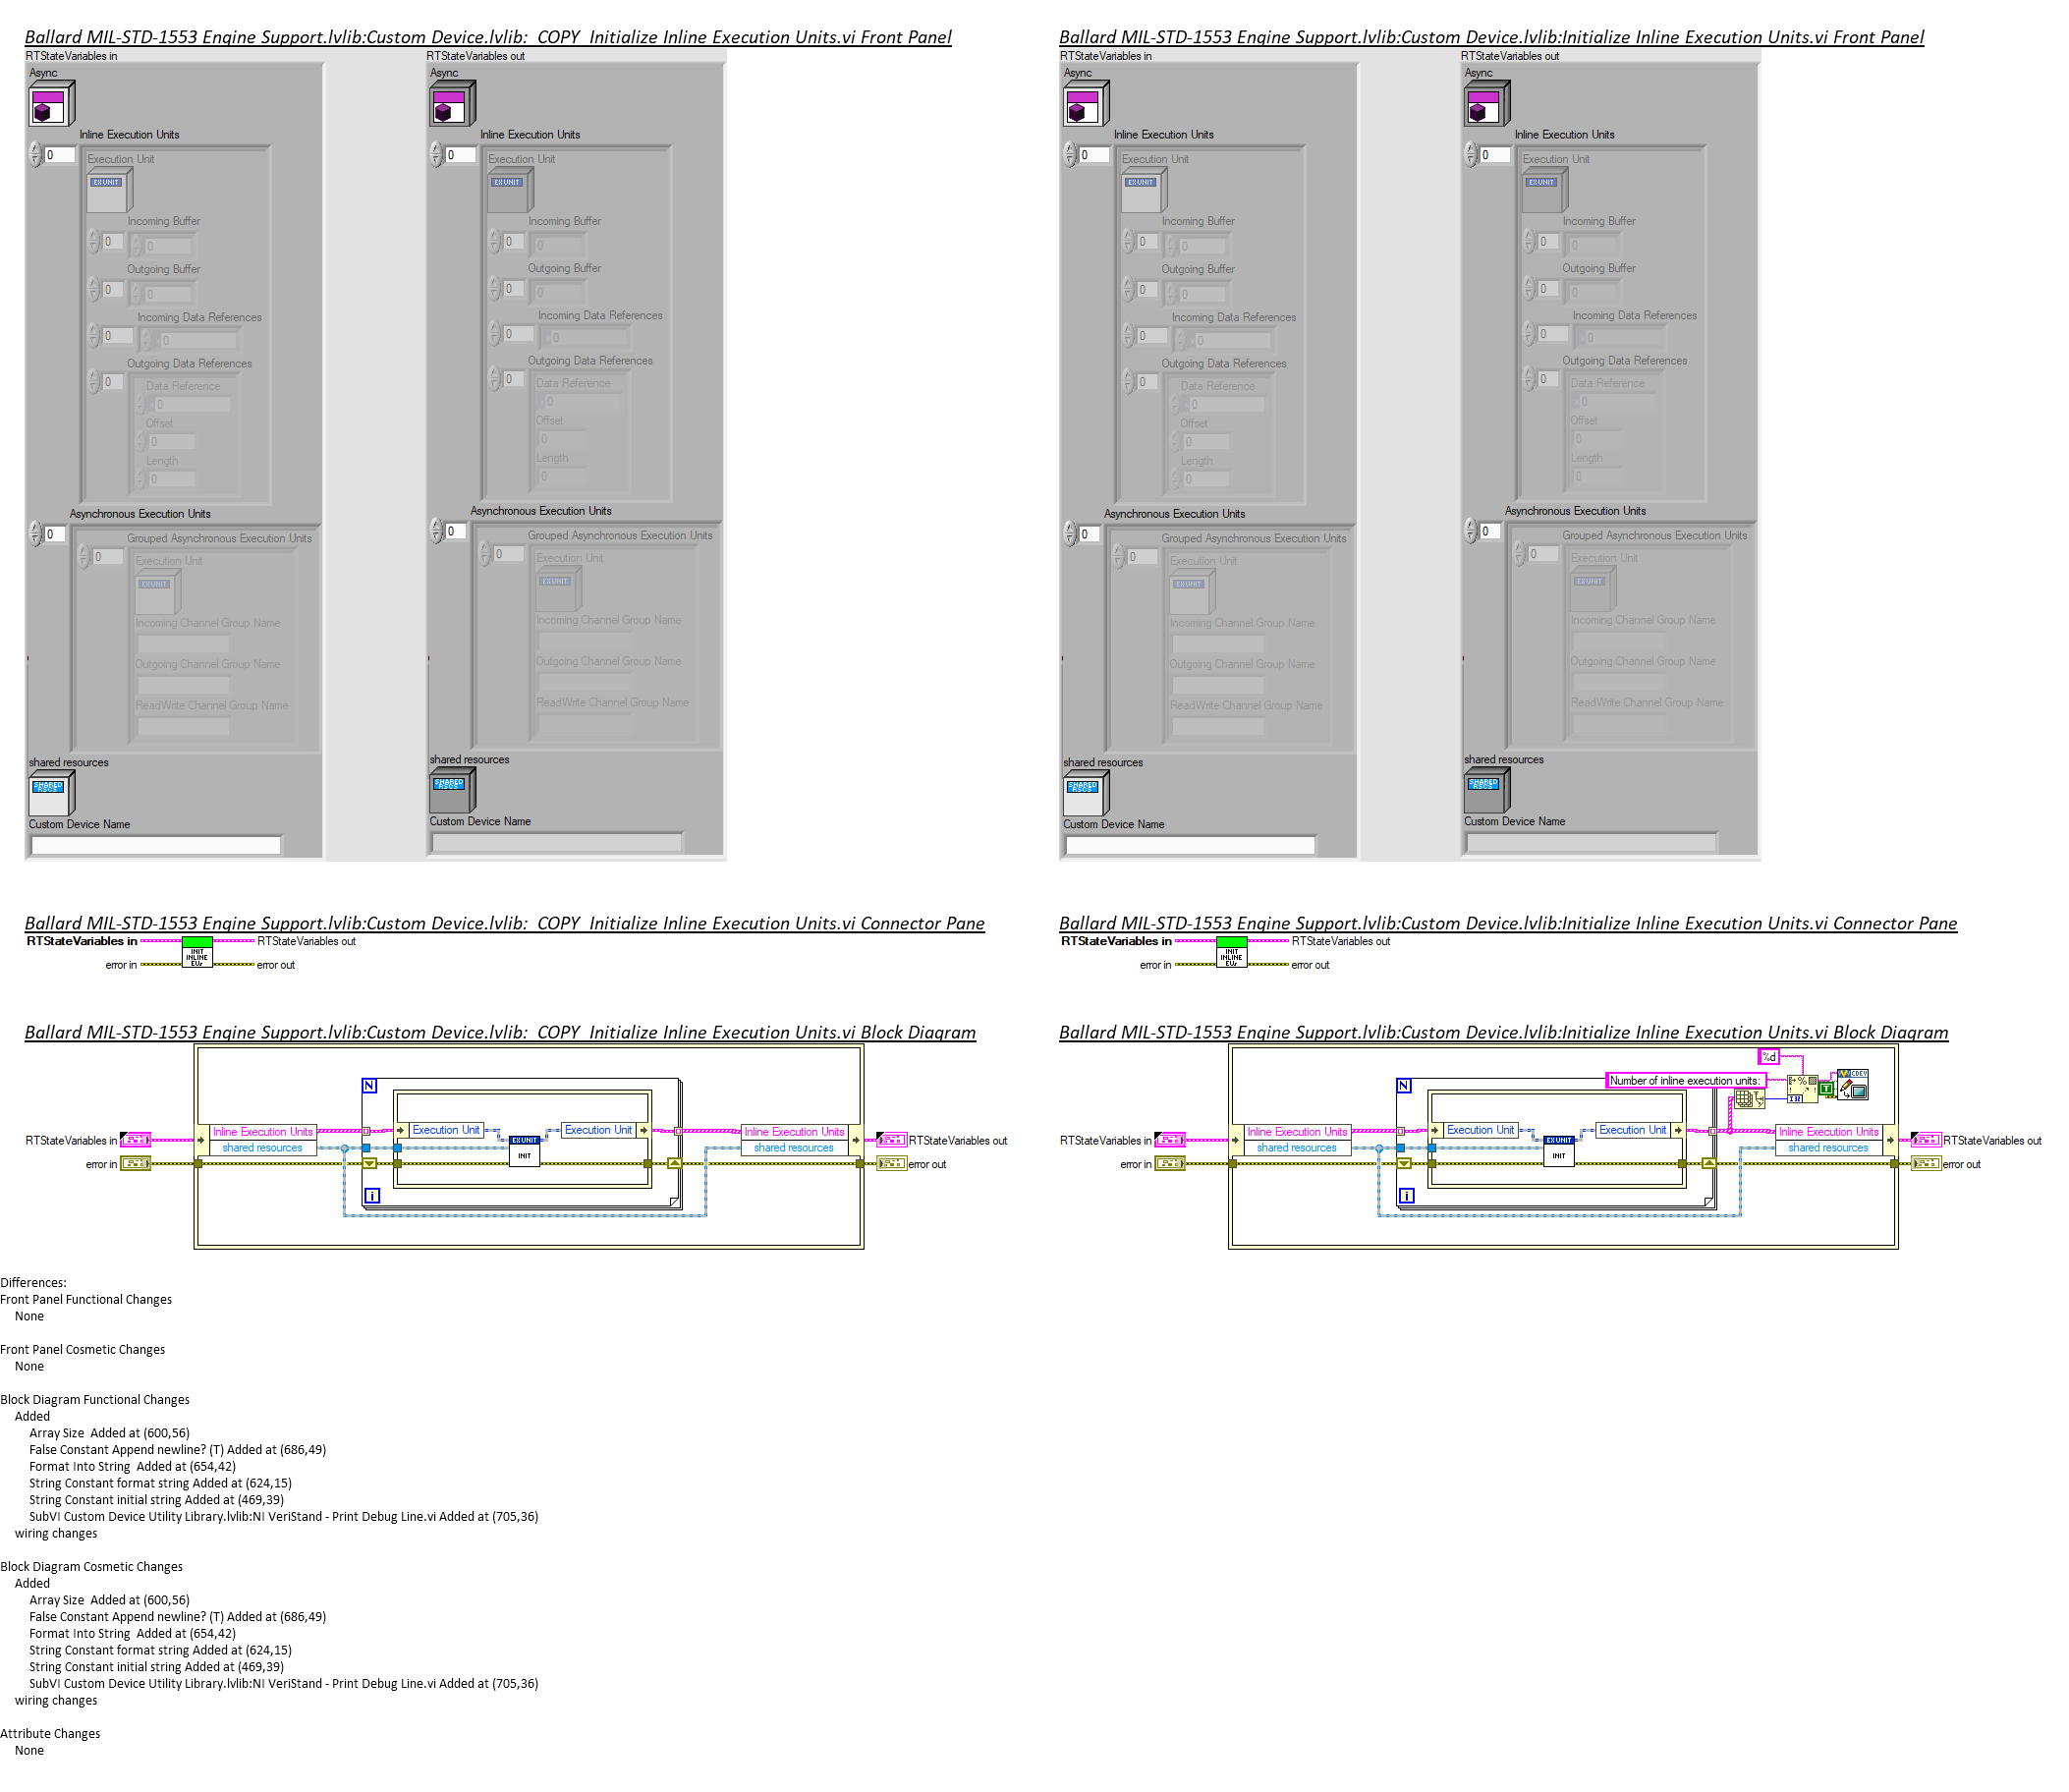 Ballard MIL-STD-1553 Engine Support.lvlib:Custom Device.lvlib:  COPY  Initialize Inline Execution Units.vi Front Panel
RTStateVariables in
RTStateVariables out
Async
Async
Inline Execution Units
Inline Execution Units
0
Execution Unit
0
Execution Unit
EXUNIT
EXUNIT
Incoming Buffer
Incoming Buffer
0
0
0
0
Outgoing Buffer
Outgoing Buffer
0
0
0
0
Incoming Data References
Incoming Data References
0
0
0
0
Outgoing Data References
Outgoing Data References
0
Data Reference
0
Data Reference
0
0
Offset
Offset
0
0
Length
Length
0
0
Asynchronous Execution Units
Asynchronous Execution Units
0
Grouped Asynchronous Execution Units
0
Grouped Asynchronous Execution Units
0
Execution Unit
0
Execution Unit
EXUNIT
EXUNIT
Incoming Channel Group Name
Incoming Channel Group Name
Outgoing Channel Group Name
Outgoing Channel Group Name
ReadWrite Channel Group Name
ReadWrite Channel Group Name
shared resources
shared resources
SHARED
RSCS
SHARED
RSCS
Custom Device Name
Custom Device Name
Ballard MIL-STD-1553 Engine Support.lvlib:Custom Device.lvlib:Initialize Inline Execution Units.vi Front Panel
RTStateVariables in
RTStateVariables out
Async
Async
Inline Execution Units
Inline Execution Units
0
Execution Unit
0
Execution Unit
EXUNIT
EXUNIT
Incoming Buffer
Incoming Buffer
0
0
0
0
Outgoing Buffer
Outgoing Buffer
0
0
0
0
Incoming Data References
Incoming Data References
0
0
0
0
Outgoing Data References
Outgoing Data References
0
Data Reference
0
Data Reference
0
0
Offset
Offset
0
0
Length
Length
0
0
Asynchronous Execution Units
Asynchronous Execution Units
0
Grouped Asynchronous Execution Units
0
Grouped Asynchronous Execution Units
0
Execution Unit
0
Execution Unit
EXUNIT
EXUNIT
Incoming Channel Group Name
Incoming Channel Group Name
Outgoing Channel Group Name
Outgoing Channel Group Name
ReadWrite Channel Group Name
ReadWrite Channel Group Name
shared resources
shared resources
SHARED
RSCS
SHARED
RSCS
Custom Device Name
Custom Device Name
Ballard MIL-STD-1553 Engine Support.lvlib:Custom Device.lvlib:  COPY  Initialize Inline Execution Units.vi Connector Pane
RTStateVariables in
RTStateVariables out
INIT
INLINE
EUs
error in
error out
Ballard MIL-STD-1553 Engine Support.lvlib:Custom Device.lvlib:Initialize Inline Execution Units.vi Connector Pane
RTStateVariables in
RTStateVariables out
INIT
INLINE
EUs
error in
error out
Ballard MIL-STD-1553 Engine Support.lvlib:Custom Device.lvlib:  COPY  Initialize Inline Execution Units.vi Block Diagram
N
RTStateVariables in
Inline Execution Units
Execution Unit
EXUNIT
INIT
Execution Unit
Inline Execution Units
RTStateVariables out
shared resources
shared resources
error in
error out
i
Ballard MIL-STD-1553 Engine Support.lvlib:Custom Device.lvlib:Initialize Inline Execution Units.vi Block Diagram
%d
Number of inline execution units:
CDEV
T
I32
N
RTStateVariables in
Inline Execution Units
Execution Unit
EXUNIT
INIT
Execution Unit
Inline Execution Units
RTStateVariables out
shared resources
shared resources
error in
error out
i
Differences:
Front Panel Functional Changes
None
Front Panel Cosmetic Changes
None
Block Diagram Functional Changes
Added
Array Size  Added at (600,56)
False Constant Append newline? (T) Added at (686,49)
Format Into String  Added at (654,42)
String Constant format string Added at (624,15)
String Constant initial string Added at (469,39)
SubVI Custom Device Utility Library.lvlib:NI VeriStand - Print Debug Line.vi Added at (705,36)
wiring changes
Block Diagram Cosmetic Changes
Added
Array Size  Added at (600,56)
False Constant Append newline? (T) Added at (686,49)
Format Into String  Added at (654,42)
String Constant format string Added at (624,15)
String Constant initial string Added at (469,39)
SubVI Custom Device Utility Library.lvlib:NI VeriStand - Print Debug Line.vi Added at (705,36)
wiring changes
Attribute Changes
None